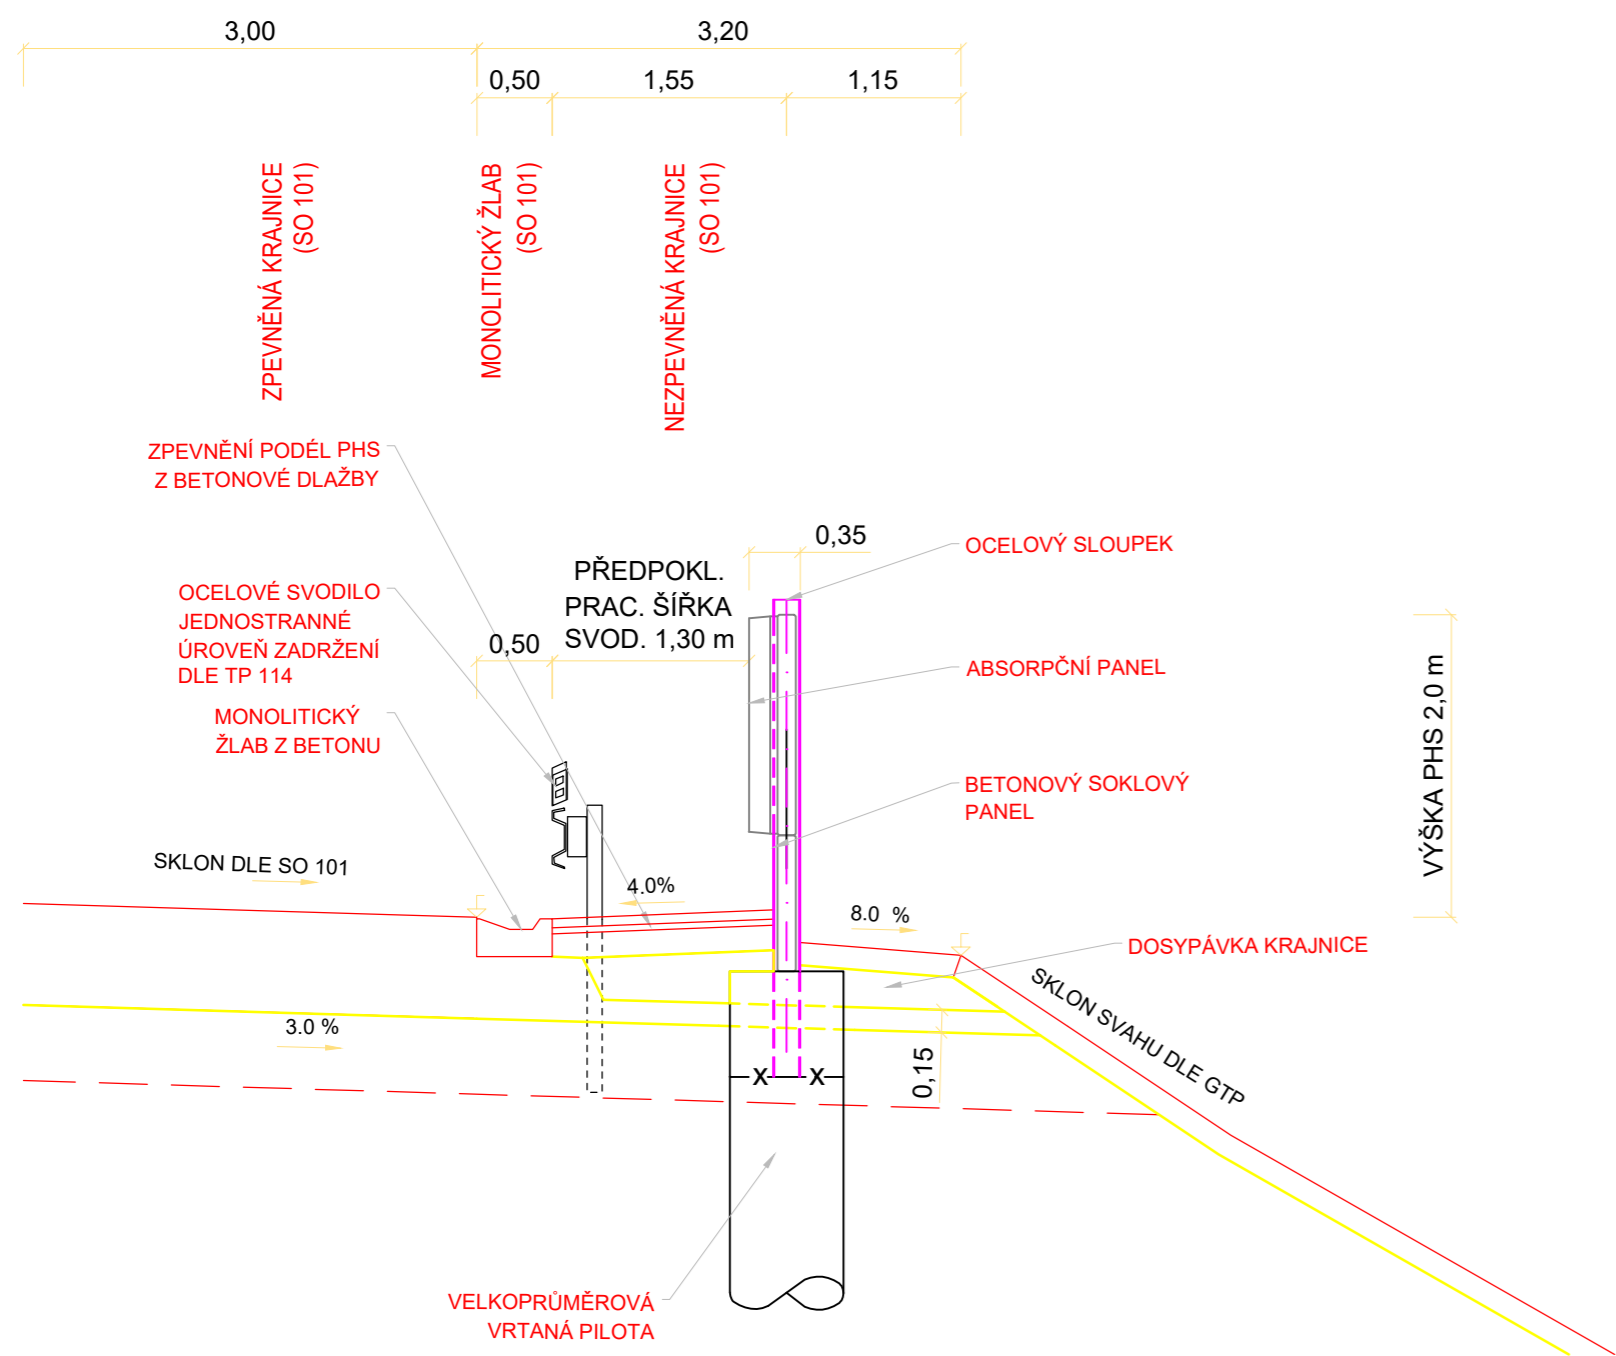 3,00
3,20
0,50
1,55
1,15
ZPEVNĚNÁ KRAJNICE
(SO 101)
MONOLITICKÝ ŽLAB
(SO 101)
NEZPEVNĚNÁ KRAJNICE
(SO 101)
ZPEVNĚNÍ PODÉL PHS
Z BETONOVÉ DLAŽBY
OCELOVÉ SVODILO
JEDNOSTRANNÉ
ÚROVEŇ ZADRŽENÍ
DLE TP 114
MONOLITICKÝ
ŽLAB Z BETONU
0,50
PŘEDPOKL.
PRAC. ŠÍŘKA
SVOD. 1,30 m
0,35
OCELOVÝ SLOUPEK
ABSORPČNÍ PANEL
BETONOVÝ SOKLOVÝ
PANEL
VÝŠKA PHS 2,0 m
SKLON DLE SO 101
4.0%
8.0 %
DOSYPÁVKA KRAJNICE
SKLON SVAHU DLE GTP
3.0 %
0,15
X X
VELKOPRŮMĚROVÁ
VRTANÁ PILOTA